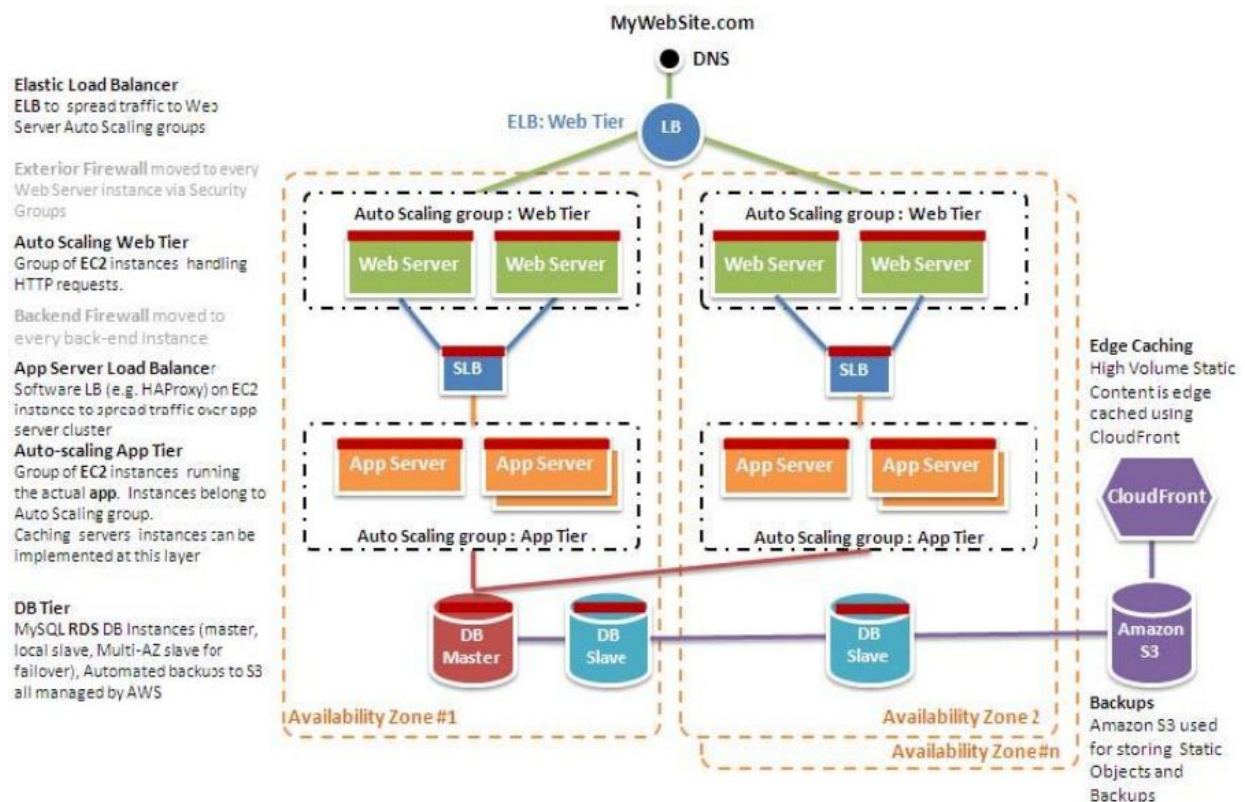 MyWebSite.com
DNS
Elastic Load Balancer
ELB to spread traffic to Web
Server Auto Scaling groups
ELB: Web Tier
LB
Exterior Firewall moved to every
Web Server instance via Security
Groups
Auto Scaling Web Tier
Group of EC2 instances handling
HTTP requests.
Backend Firewall moved to
every back-end instance
App Server Load Balancer
Software LB (e.g. HAProxy) on EC2
instance to spread traffic over app
server cluster
Auto-scaling App Tier
Group of EC2 instances running
the actual app. Instances belong to
Auto Scaling group.
Caching servers instances can be
implemented at this layer
DB Tier
MySQL RDS DB Instances (master,
local slave, Multi-AZ slave for
failover), Automated backups to S3
all managed by AWS
Auto Scaling group : Web Tier
Web Server
Web Server
SLB
App Server
App Server
Auto Scaling group : App Tier
DB
Master
DB
Slave
Availability Zone #1
Auto Scaling group : Web Tier
Web Server
Web Server
SLB
App Server
App Server
Auto Scaling group : App Tier
DB
Slave
Availability Zone 2
Availability Zone #n
Edge Caching
High Volume Static
Content is edge
cached using
CloudFront
CloudFront
Amazon
S3
Backups
Amazon S3 used
for storing Static
Objects and
Backups